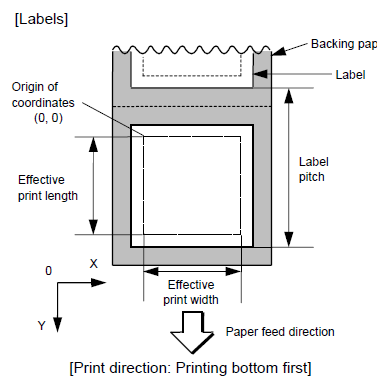 [Labels]
Backing pap
Label
Origin of
coordinates
(0, 0)
Label
pitch
Effective
print length
0
X
Effective
print width
Y
Paper feed direction
[Print direction: Printing bottom first]